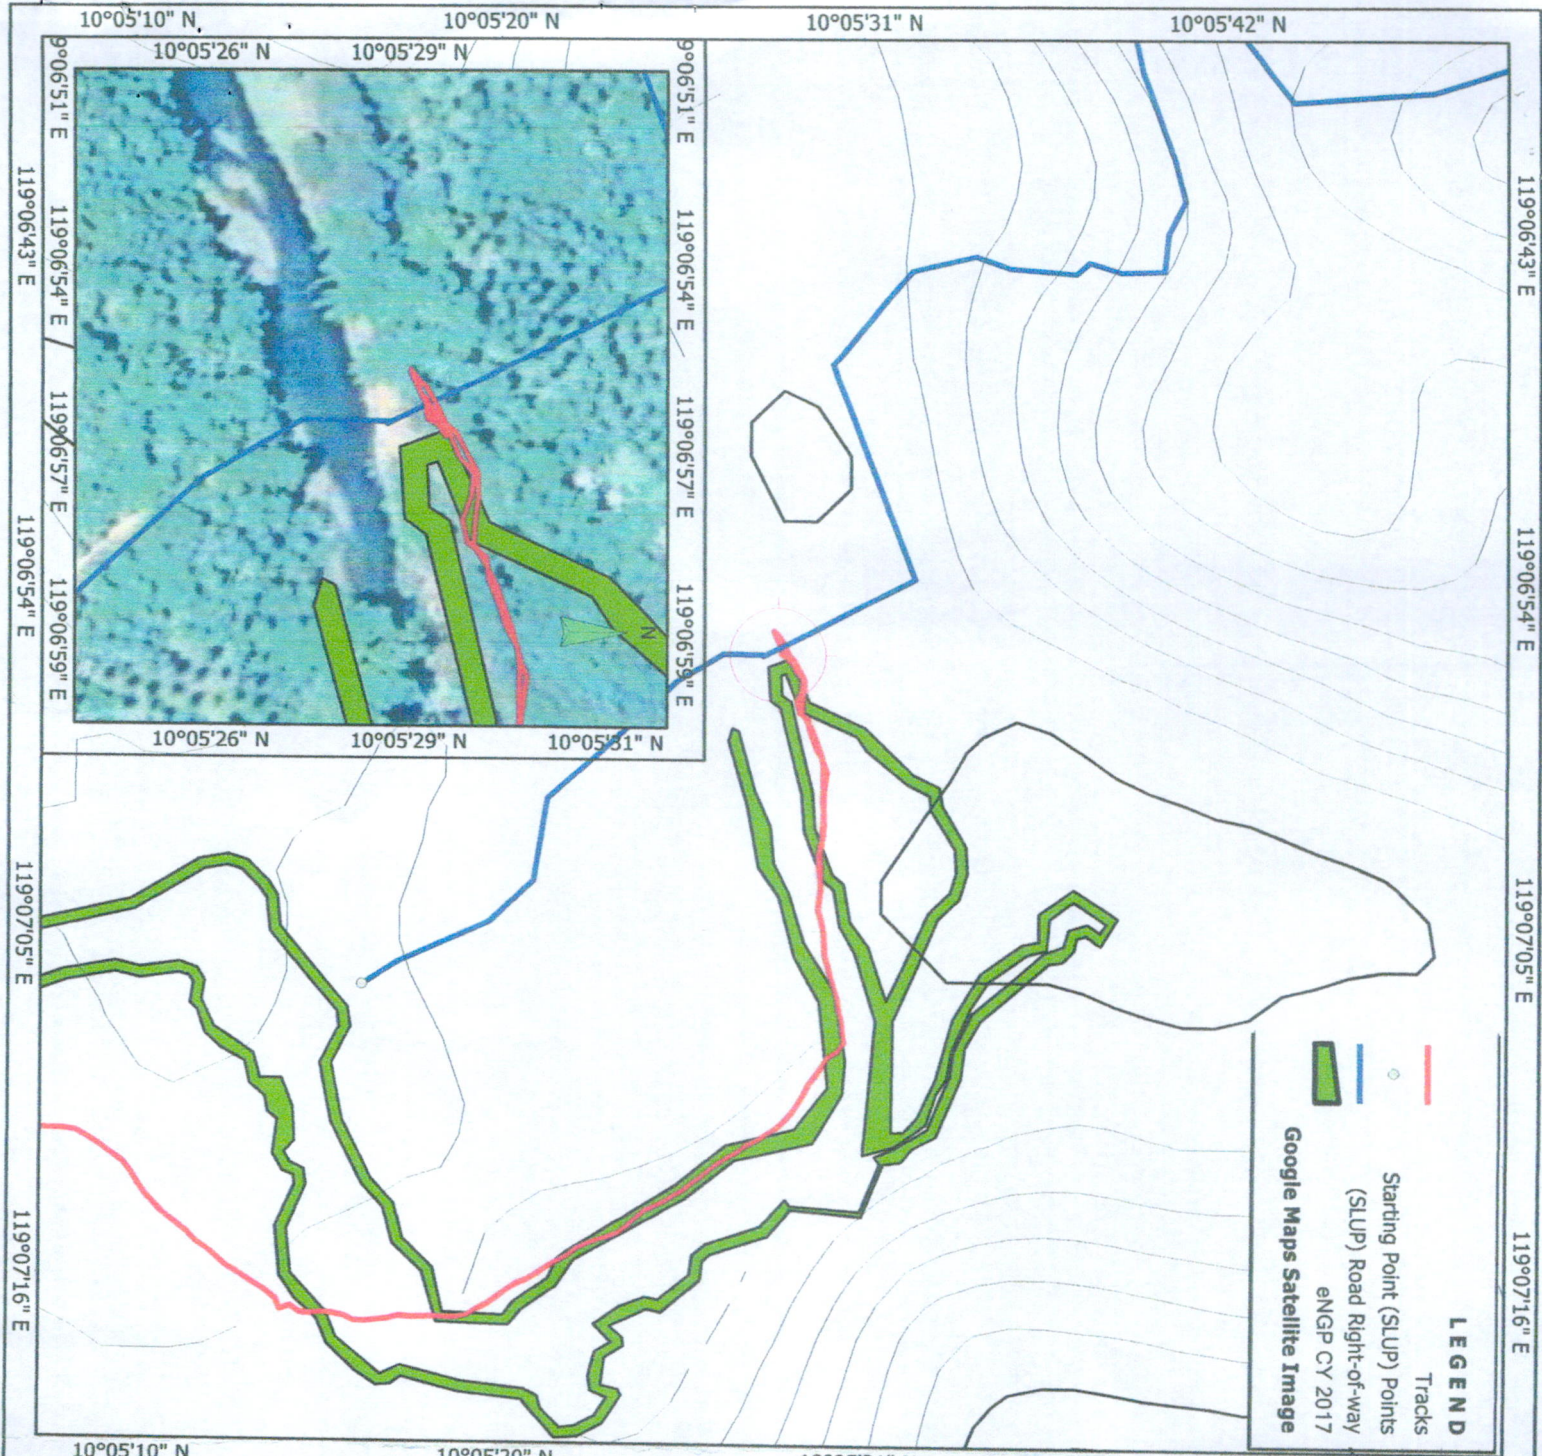 10°05'10" N
10°05'20" N
10°05'31" N
10°05'42" N
10°05'26" N
10°05'29" N
9°06'51" E
9°06'51" E
119°06'43" E
119°06'54" E
119°06'54" E
119°06'43" E
119°06'57" E
119°06'57" E
119°06'54" E
119°06'59" E
119°06'59" E
119°06'54" E
N
10°05'26" N
10°05'29" N
10°05'31" N
119°07'05" E
119°07'05" E
119°07'16" E
119°07'16" E
LEGEND
Tracks
Starting Point (SLUP) Points
(SLUP) Road Right-of-way
eNGP CY 2017
Google Maps Satellite Image
10°05'10" N
10°05'20" N